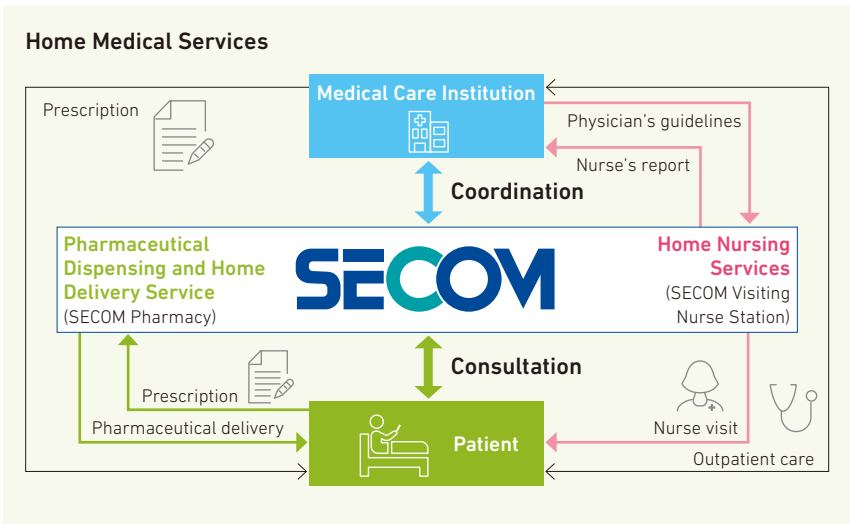 Home Medical Services
Prescription
Medical Care Institution
Physician's guidelines
Nurse's report
Coordination
Pharmaceutical
Dispensing and Home
Delivery Service
(SECOM Pharmacy)
SECOM
Home Nursing
Services
(SECOM Visiting
Nurse Station)
Consultation
Prescription
Pharmaceutical delivery
Patient
Nurse visit
Outpatient care